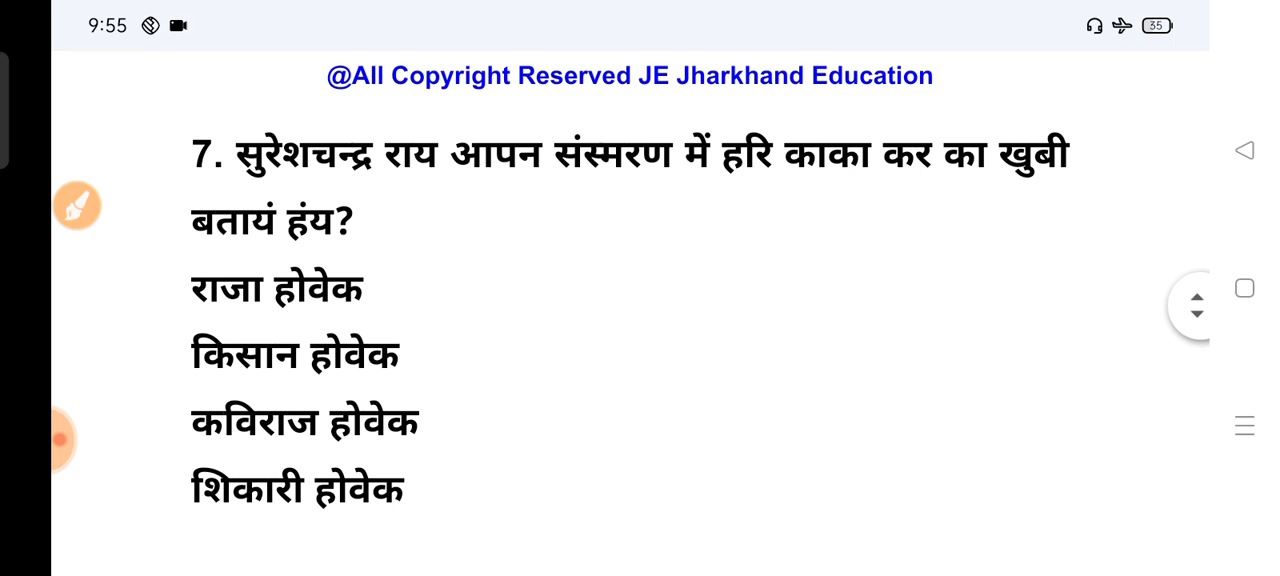 9:55
35
@All Copyright Reserved JE Jharkhand Education
7. सुरेशचन्द्र राय आपन संस्मरण में हरि काका कर का खुबी
बतायं हंय?
राजा होवेक
किसान होवेक
कविराज होवेक
शिकारी होवेक